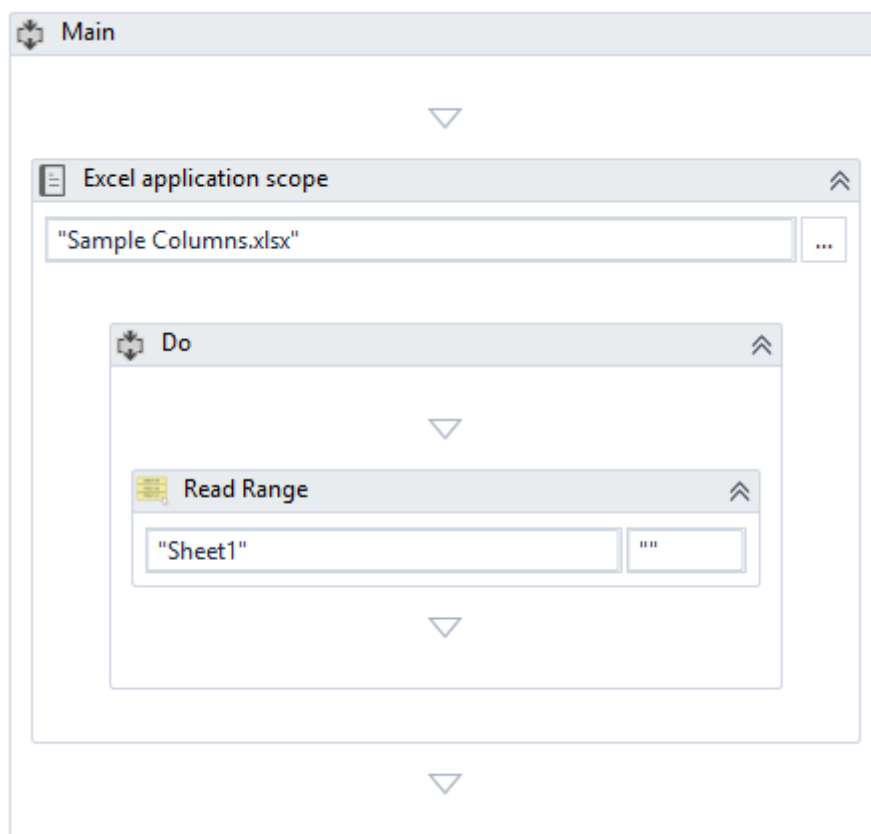 Main
Excel application scope
"Sample Columns.xlsx"
...
Do
Read Range
"Sheet1"
""